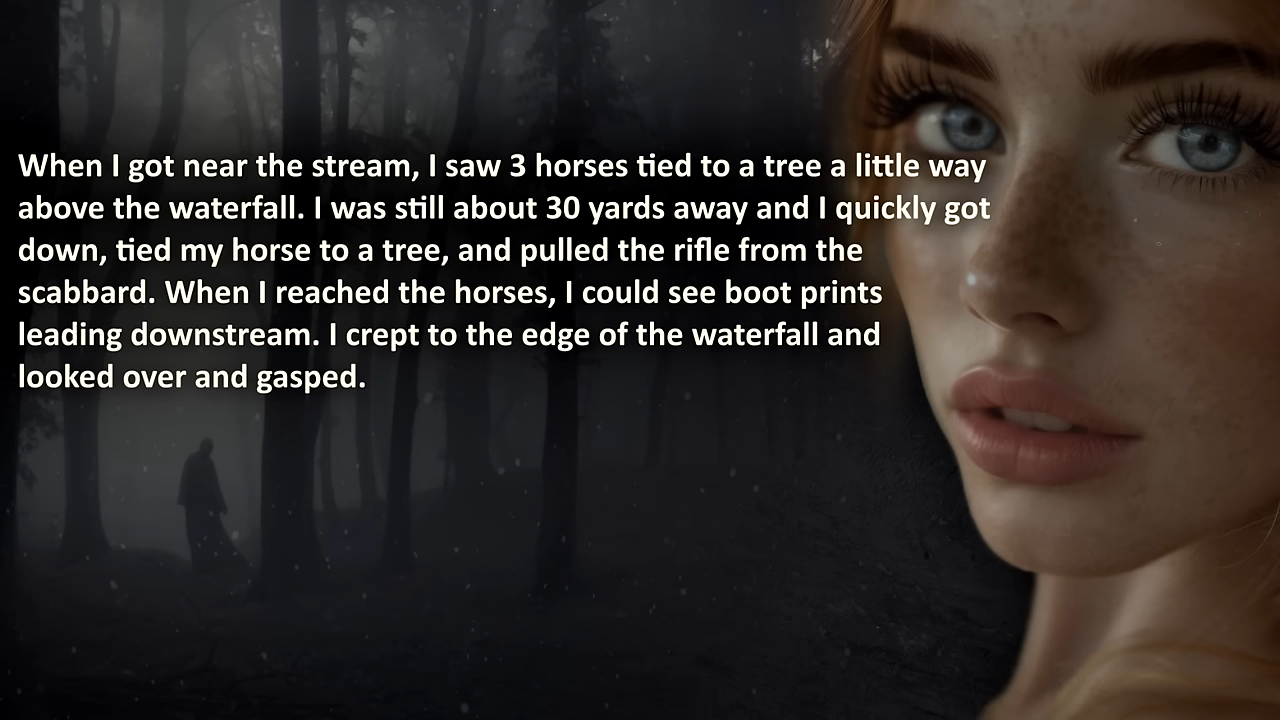 When I got near the stream, I saw 3 horses tied to a tree a little way
above the waterfall. I was still about 30 yards away and I quickly got
down, tied my horse to a tree, and pulled the rifle from the
scabbard. When I reached the horses, I could see boot prints
leading downstream. I crept to the edge of the waterfall and
looked over and gasped.